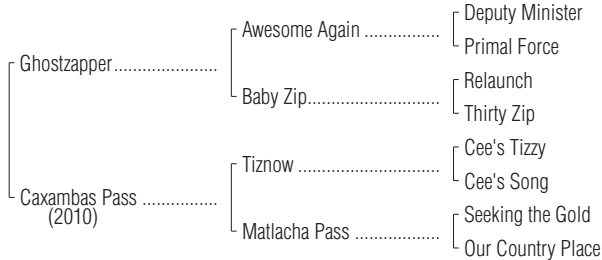 Deputy Minister
Awesome Again ................
Primal Force
Ghostzapper.....................
Relaunch
Baby Zip...........................
Thirty Zip
Cee's Tizzy
Tiznow .............................
Cee's Song
Caxambas Pass ...............
(2010)
Seeking the Gold
Matlacha Pass .................
Our Country Place